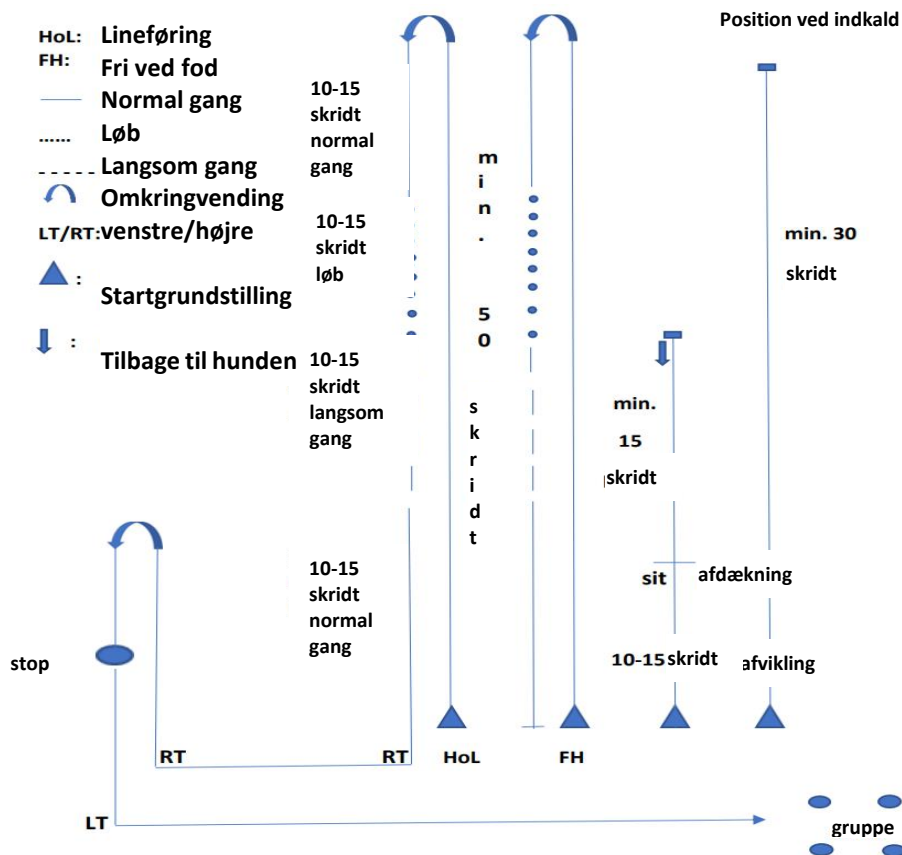 Position ved indkald
HoL: Lineføring
FH: Fri ved fod
Normal gang
...... Løb
- - - - - Langsom gang
Omkringvending
LT/RT: venstre/højre
: Startgrundstilling
: Tilbage til hunden
10-15
skridt
normal
gang
10-15
skridt
løb
10-15
skridt
langsom
gang
10-15
skridt
normal
gang
min. 50 skridt
min.
15
skridt
min. 30
skridt
sit
afdækning
10-15 skridt
afvikling
stop
RT
RT
HoL
FH
LT
gruppe